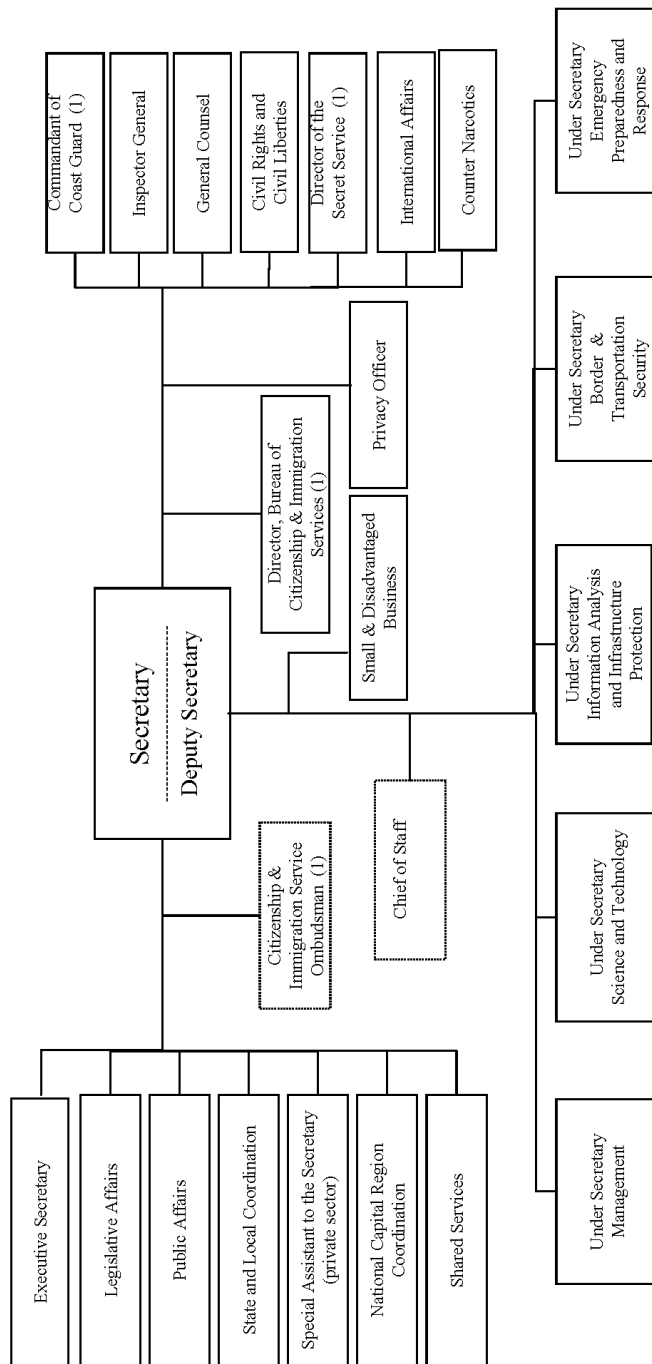 Executive Secretary
Legislative Affairs
Public Affairs
State and Local Coordination
Special Assistant to the Secretary
(private sector)
National Capital Region
Coordination
Shared Services
Secretary
Deputy Secretary
Citizenship &
Immigration Service
Ombudsman (1)
Director, Bureau of
Citizenship & Immigration
Services (1)
Small & Disadvantaged
Business
Privacy Officer
Chief of Staff
Commandant of
Coast Guard (1)
Inspector General
General Counsel
Civil Rights and
Civil Liberties
Director of the
Secret Service (1)
International Affairs
Counter Narcotics
Under Secretary
Management
Under Secretary
Science and Technology
Under Secretary
Information Analysis
and Infrastructure
Protection
Under Secretary
Border &
Transportation
Security
Under Secretary
Emergency
Preparedness and
Response